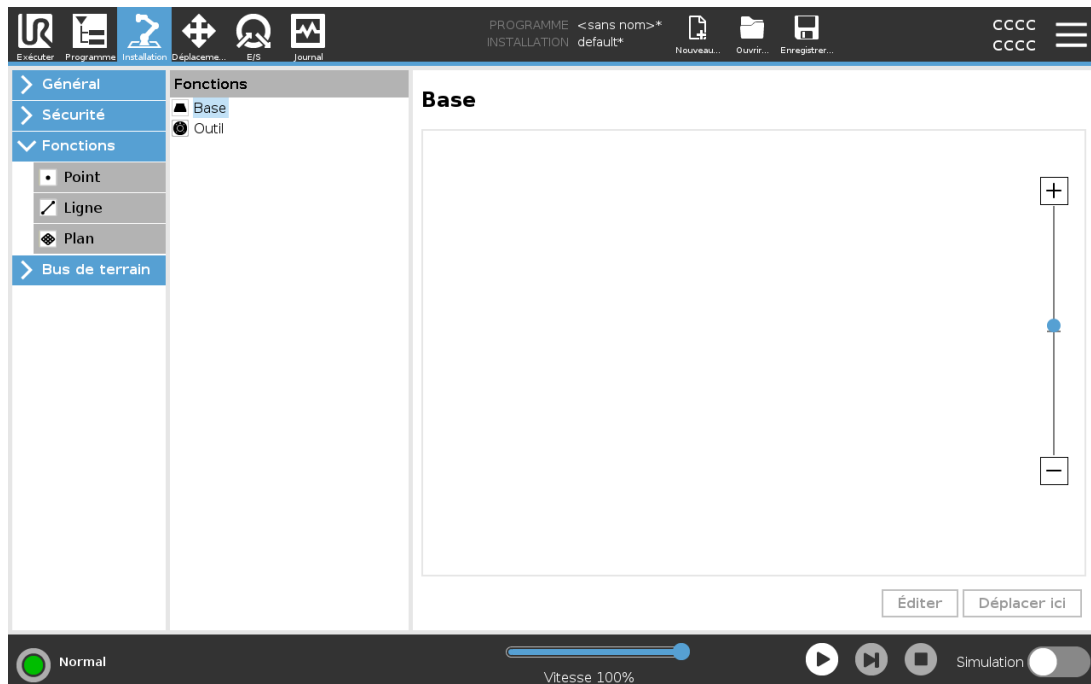 PROGRAMME <sans nom>*
INSTALLATION default*
Exécuter Programme Installation Déplaceme... E/S Journal
Nouveau... Ouvrir... Enregistrer...
CCCC
CCCC
Général
Sécurité
Fonctions
Point
Ligne
Plan
Bus de terrain
Fonctions
Base
Outil
Base
Éditer Déplacer ici
Normal
Vitesse 100%
Simulation